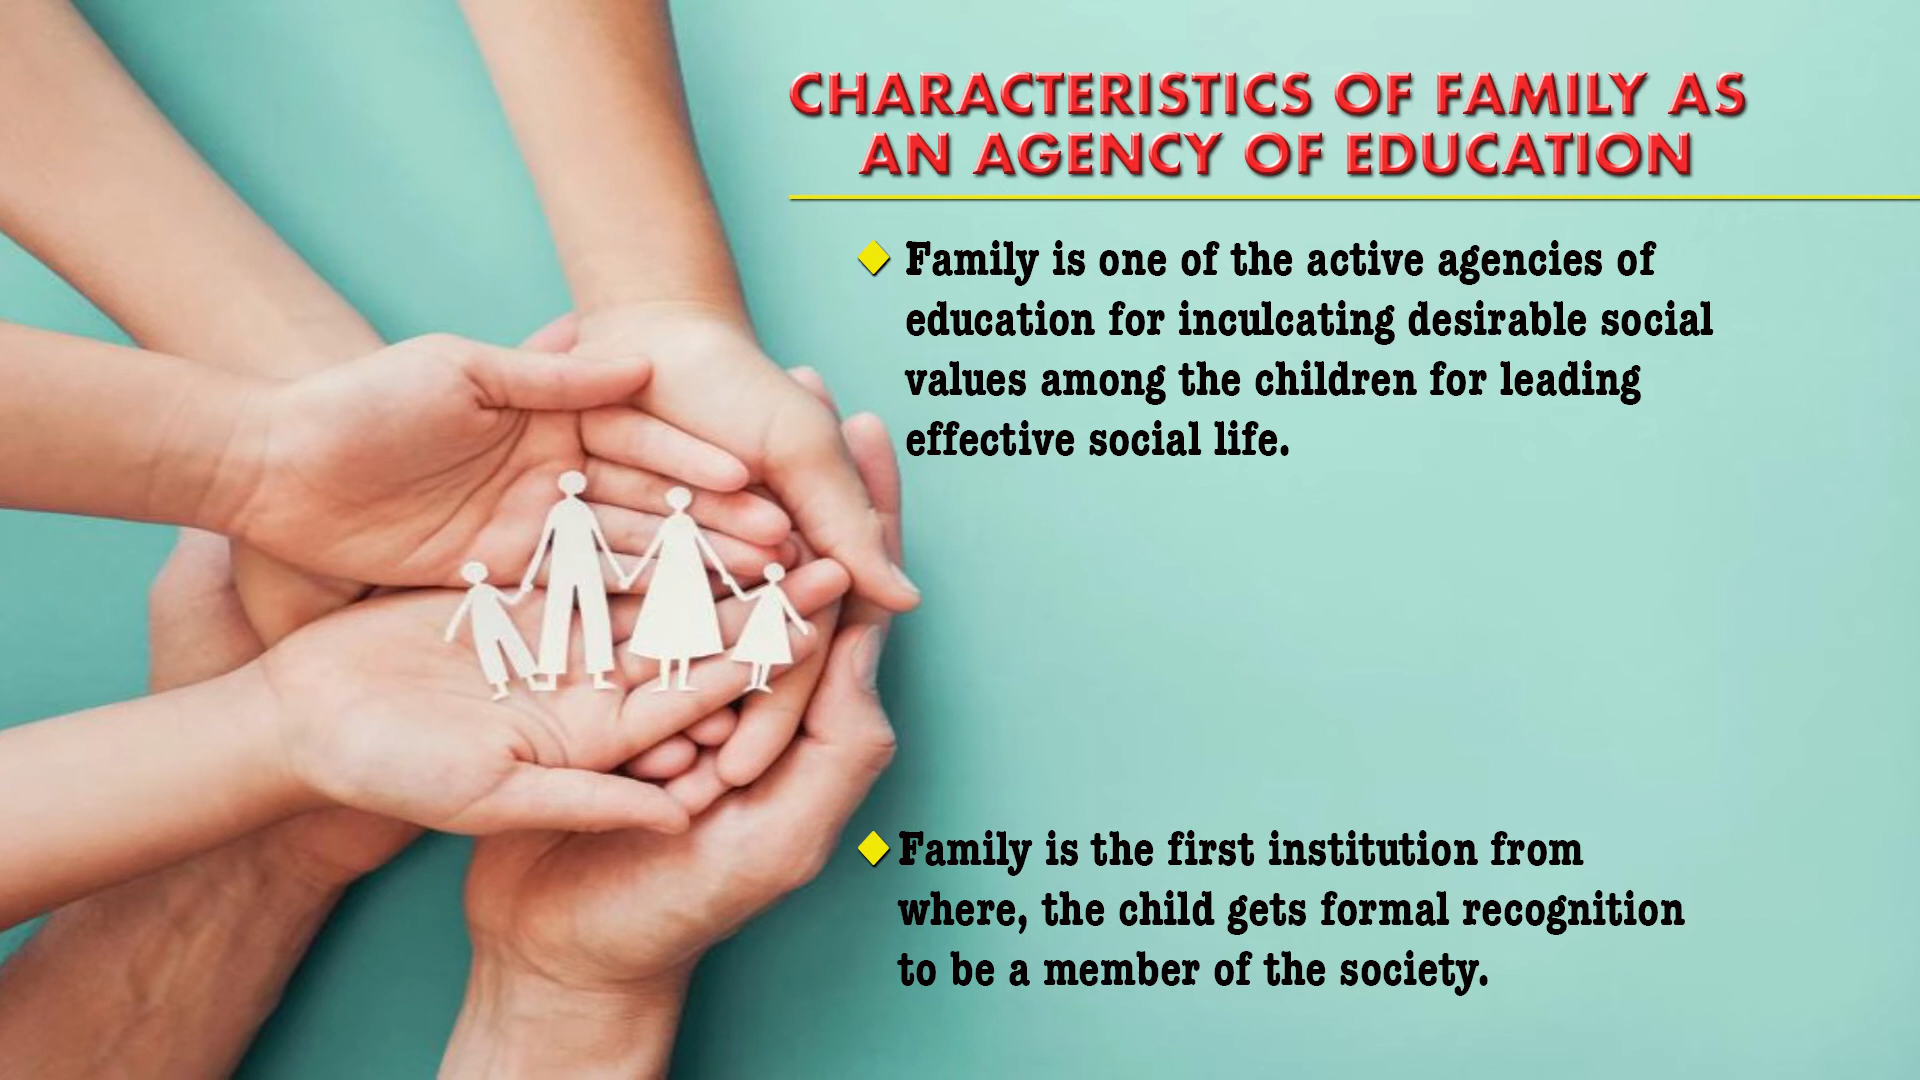 CHARACTERISTICS OF FAMILY AS
AN AGENCY OF EDUCATION
Family is one of the active agencies of
education for inculcating desirable social
values among the children for leading
effective social life.
Family is the first institution from
where, the child gets formal recognition
to be a member of the society.